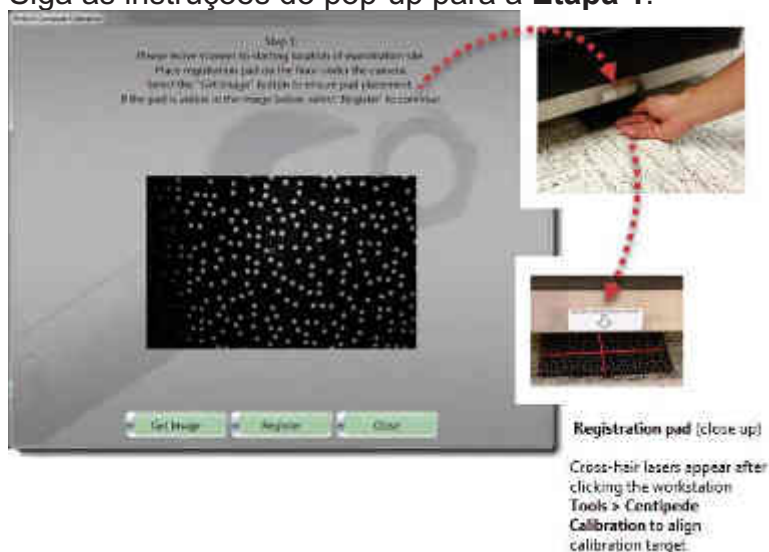 Siga as instruções do pop-up para a Etapa 1.
Step 1
Please move scanner to starting location of examination site
Place registration pad on the floor under the camera.
Select the "Get Image" button to ensure pad placement.
If the pad is visible in the image below, select 'Register' to continue
Get Image
Register
Close
Registration pad (close up)
Cross-hair lasers appear after
clicking the workstation
Tools > Centipede
Calibration to align
calibration target